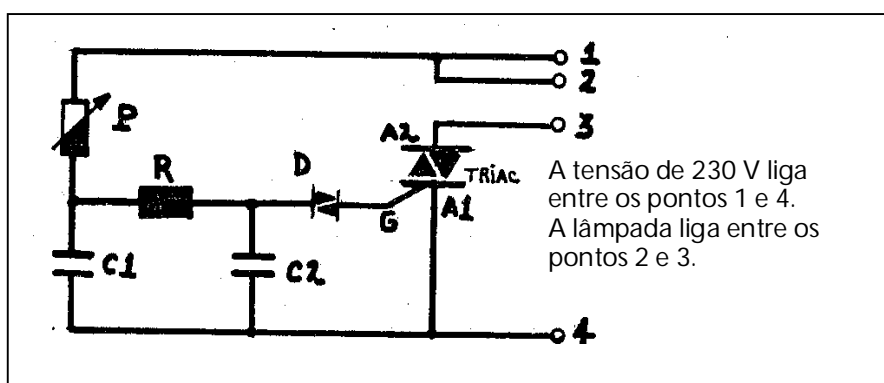 1
2
P
A2
3
R
D
TRIAC
A tensão de 230 V liga
entre os pontos 1 e 4.
A lâmpada liga entre os
pontos 2 e 3.
G
A1
C1
C2
4